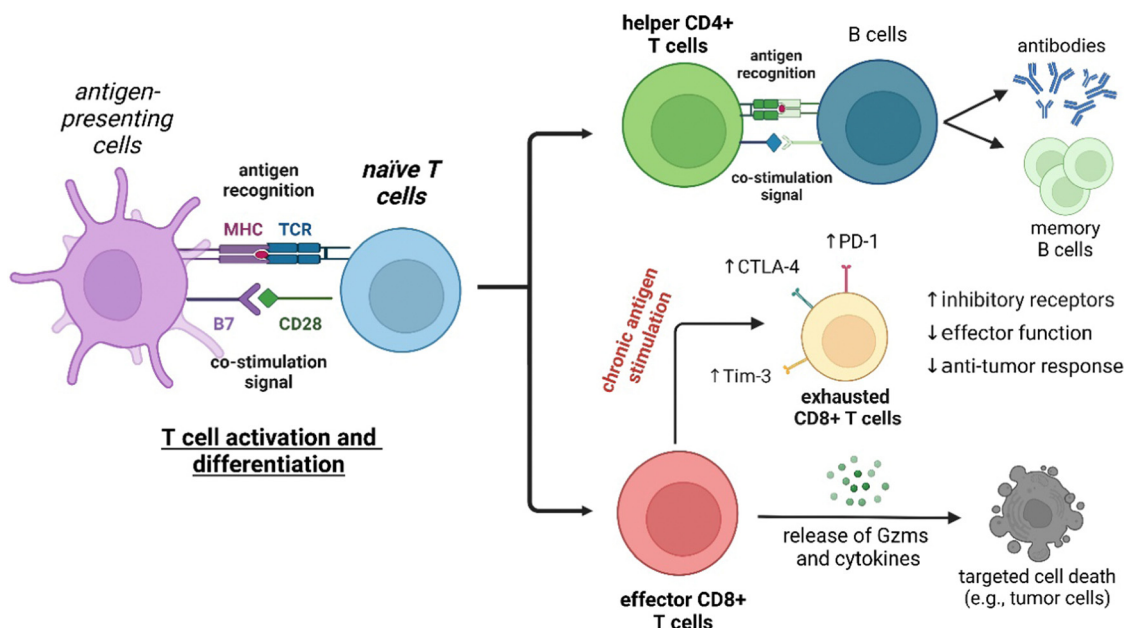 antigen-
presenting
cells
antigen
recognition
MHC TCR
naïve T
cells
B7 CD28
co-stimulation
signal
T cell activation and
differentiation
helper CD4+
T cells
antigen
recognition
B cells
co-stimulation
signal
antibodies
memory
B cells
chronic antigen
stimulation
↑CTLA-4
↑PD-1
↑Tim-3
exhausted
CD8+ T cells
↑inhibitory receptors
↓effector function
↓anti-tumor response
effector CD8+
T cells
release of Gzms
and cytokines
targeted cell death
(e.g., tumor cells)